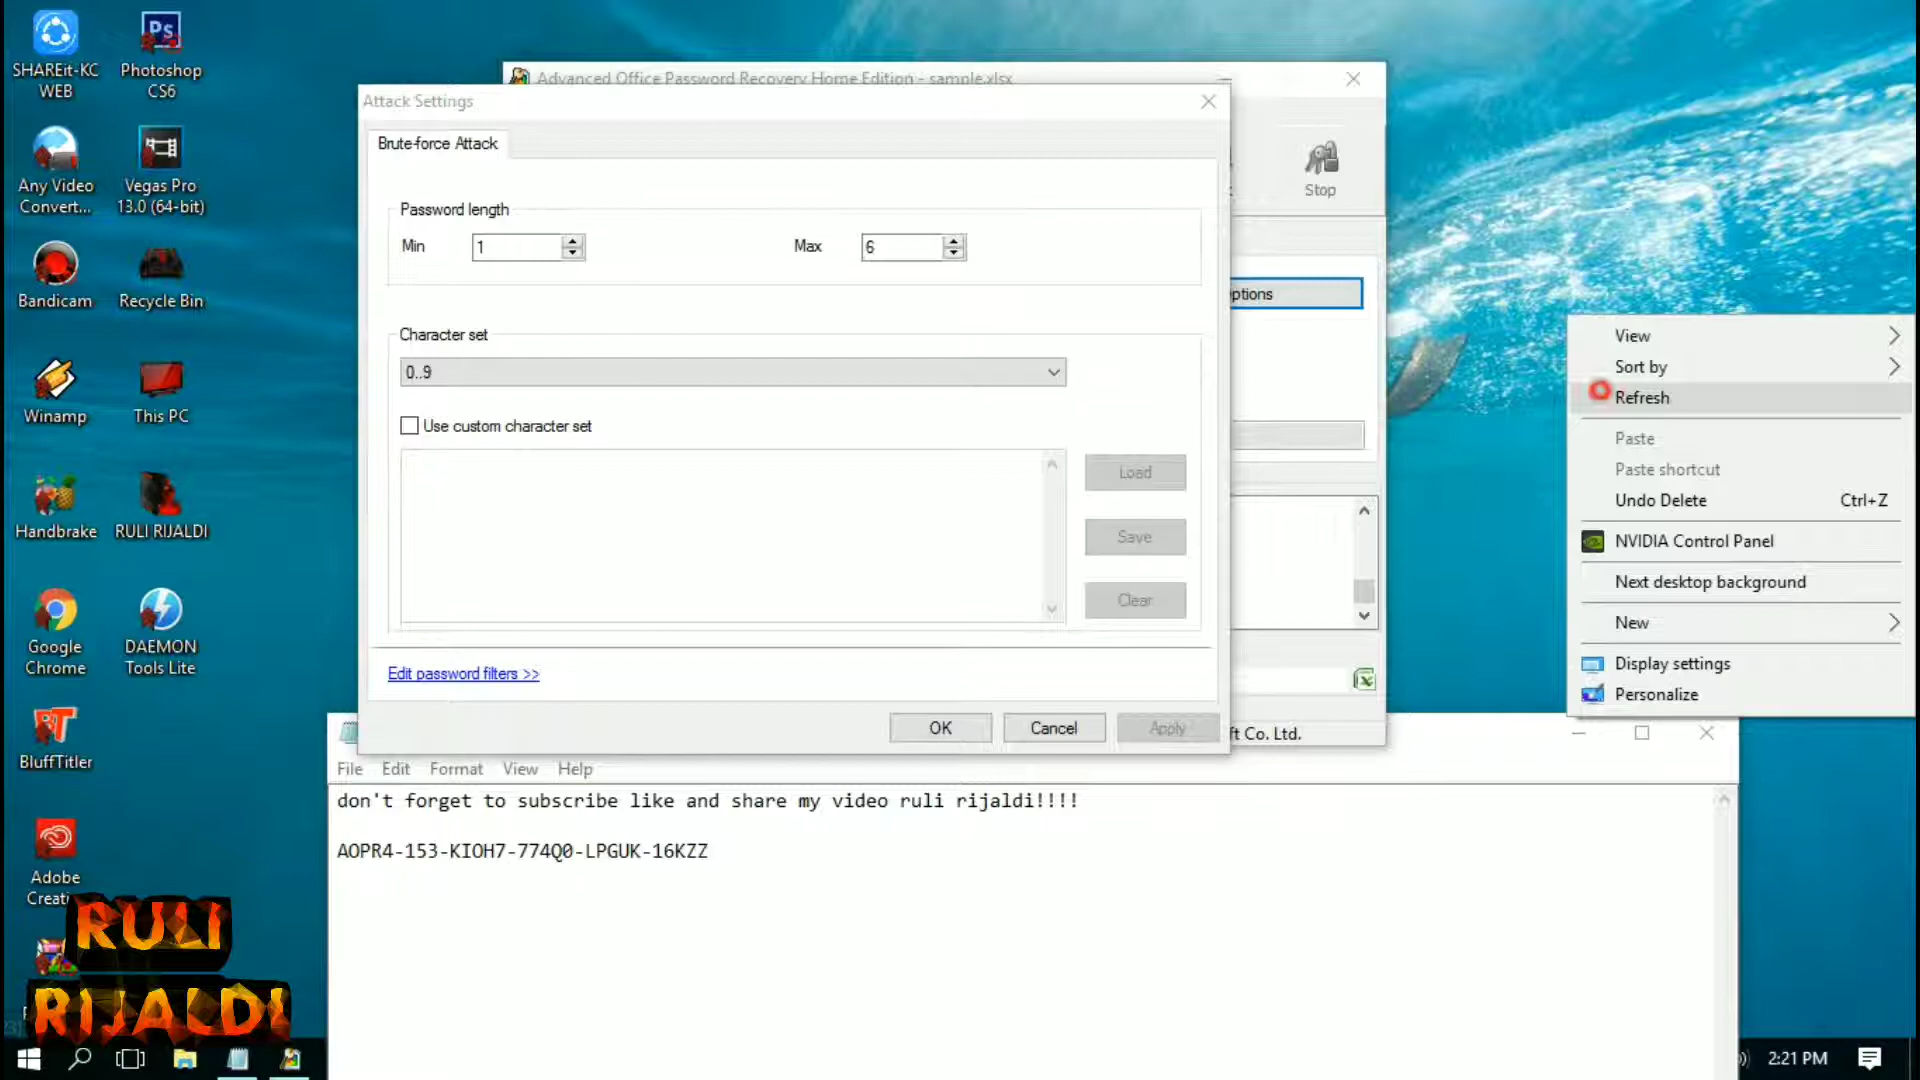 SHAREit-KC
WEB
Photoshop
CS6
Any Video
Convert...
Vegas Pro
13.0 (64-bit)
Bandicam
Recycle Bin
Winamp
This PC
Handbrake
RULI RIJALDI
Google
Chrome
DAEMON
Tools Lite
BluffTitler
Adobe
Creati
RULI
RIJALDI
Advanced Office Password Recovery Home Edition - sample.xlsx
Stop
ptions
ft Co. Ltd.
Attack Settings
Brute-force Attack
Password length
Min
1
Max
6
Character set
0..9
Use custom character set
Load
Save
Clear
Edit password filters >>
OK
Cancel
Apply
View
Sort by
Refresh
Paste
Paste shortcut
Undo Delete Ctrl+Z
NVIDIA Control Panel
Next desktop background
New
Display settings
Personalize
File Edit Format View Help
don't forget to subscribe like and share my video ruli rijaldi!!!!
AOPR4-153-KIOH7-774Q0-LPGUK-16KZZ
2:21 PM